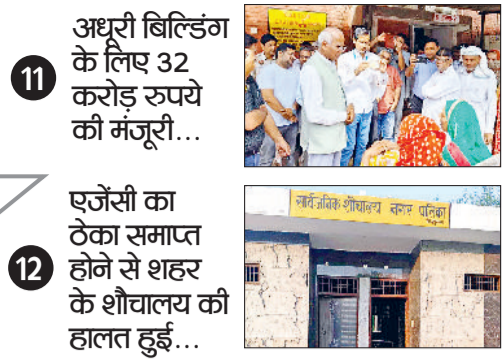 11
अधूरी बिल्डिंग
के लिए 32
करोड़ रुपये
की मंजूरी...
12
एजेंसी का
ठेका समाप्त
होने से शहर
के शौचालय की
हालत हुई...
सार्वजनिक शौचालय नगर पालिका